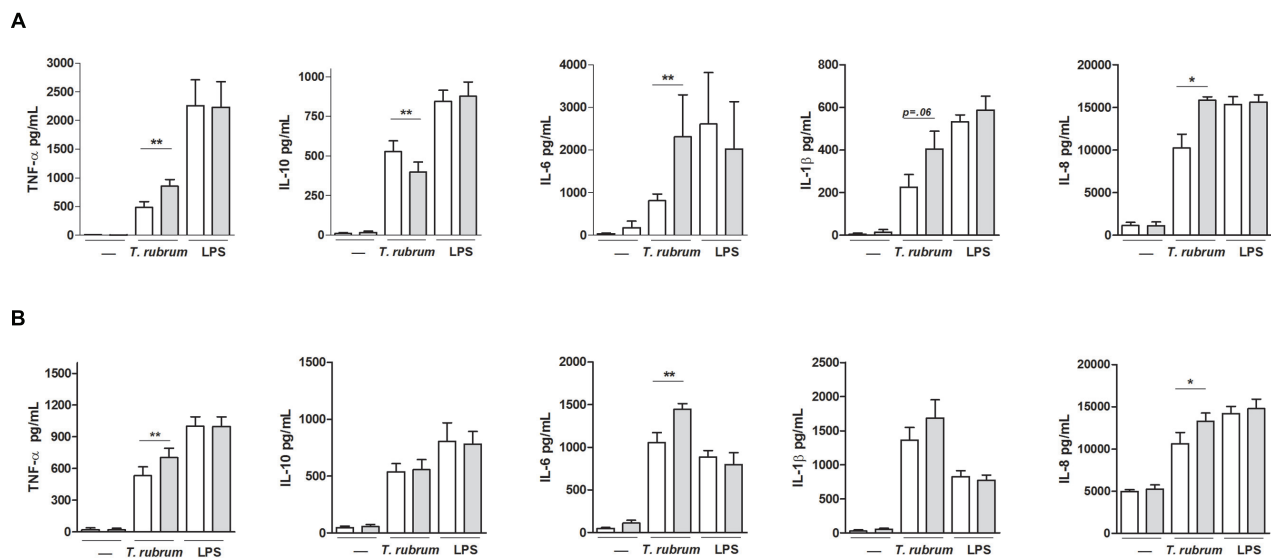 A
TNF-α pg/mL
3000
2500
2000
1500
1000
500
0
**
— T. rubrum LPS
IL-10 pg/mL
1000
750
500
250
0
**
— T. rubrum LPS
IL-6 pg/mL
4000
3000
2000
1000
0
**
— T. rubrum LPS
IL-1β pg/mL
800
600
400
200
0
p=.06
— T. rubrum LPS
IL-8 pg/mL
20000
15000
10000
5000
0
*
— T. rubrum LPS
B
TNF-α pg/mL
1500
1200
900
600
300
0
**
— T. rubrum LPS
IL-10 pg/mL
1500
1000
500
0
— T. rubrum LPS
IL-6 pg/mL
2000
1500
1000
500
0
**
— T. rubrum LPS
IL-1β pg/mL
2500
2000
1500
1000
500
0
— T. rubrum LPS
IL-8 pg/mL
20000
15000
10000
5000
0
*
— T. rubrum LPS